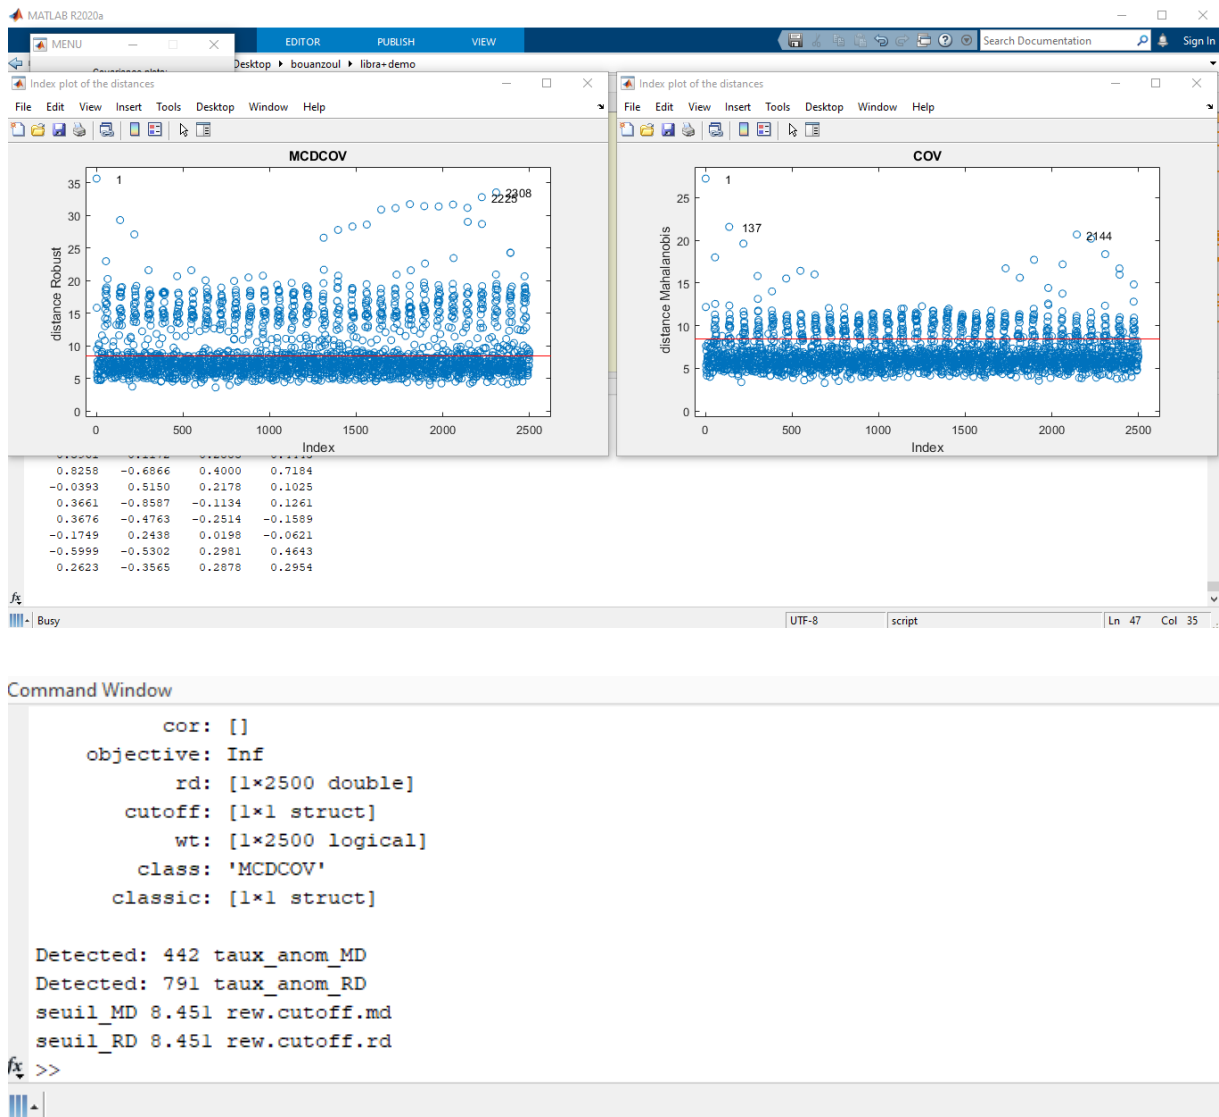 MATLAB R2020a
MENU
EDITOR PUBLISH VIEW
Search Documentation
Sign In
Desktop bouanzoul libra+demo
Index plot of the distances
File Edit View Insert Tools Desktop Window Help
MCDCOV
distance Robust
35
30
25
20
15
10
5
0
1
2308
2225
0 500 1000 1500 2000 2500
Index
Index plot of the distances
File Edit View Insert Tools Desktop Window Help
COV
distance Mahalanobis
25
20
15
10
5
0
1
137
2144
0 500 1000 1500 2000 2500
Index
0.8258 -0.6866 0.4000 0.7184
-0.0393 0.5150 0.2178 0.1025
0.3661 -0.8587 -0.1134 0.1261
0.3676 -0.4763 -0.2514 -0.1589
-0.1749 0.2438 0.0198 -0.0621
-0.5999 -0.5302 0.2981 0.4643
0.2623 -0.3565 0.2878 0.2954
fx
Busy UTF-8 script Ln 47 Col 35
Command Window
cor: []
objective: Inf
rd: [1×2500 double]
cutoff: [1×1 struct]
wt: [1×2500 logical]
class: 'MCDCOV'
classic: [1×1 struct]
Detected: 442 taux_anom_MD
Detected: 791 taux_anom_RD
seuil_MD 8.451 rew.cutoff.md
seuil_RD 8.451 rew.cutoff.rd
fx >>